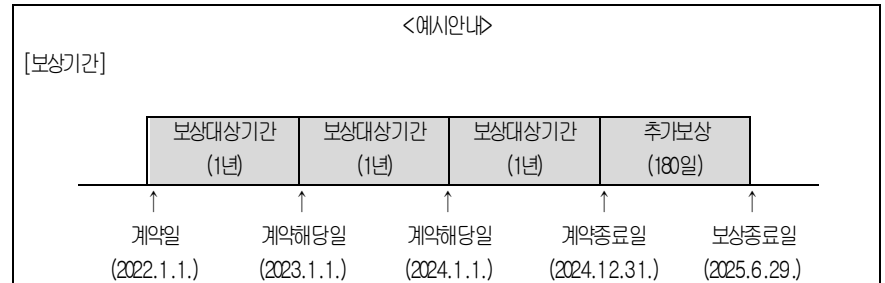 <예시안내>
[보상기간]
보상대상기간 보상대상기간 보상대상기간 추가보상
(1년) (1년) (1년) (180일)
↑ ↑ ↑ ↑ ↑
계약일 계약해당일 계약해당일 계약종료일 보상종료일
(2022.1.1.) (2023.1.1.) (2024.1.1.) (2024.12.31.) (2025.6.29.)